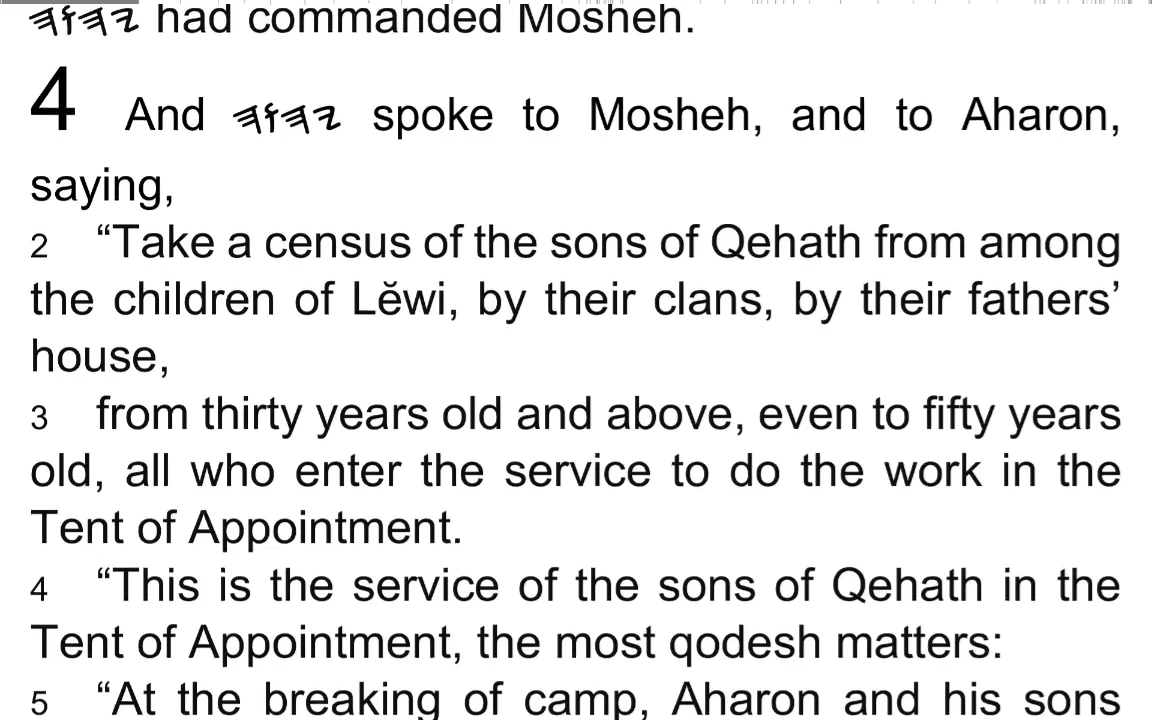 𐤉𐤄𐤅𐤄 had commanded Mosheh.
4 And 𐤉𐤄𐤅𐤄 spoke to Mosheh, and to Aharon,
saying,
2 “Take a census of the sons of Qehath from among
the children of Lĕwi, by their clans, by their fathers’
house,
3 from thirty years old and above, even to fifty years
old, all who enter the service to do the work in the
Tent of Appointment.
4 “This is the service of the sons of Qehath in the
Tent of Appointment, the most qodesh matters:
5 “At the breaking of camp, Aharon and his sons